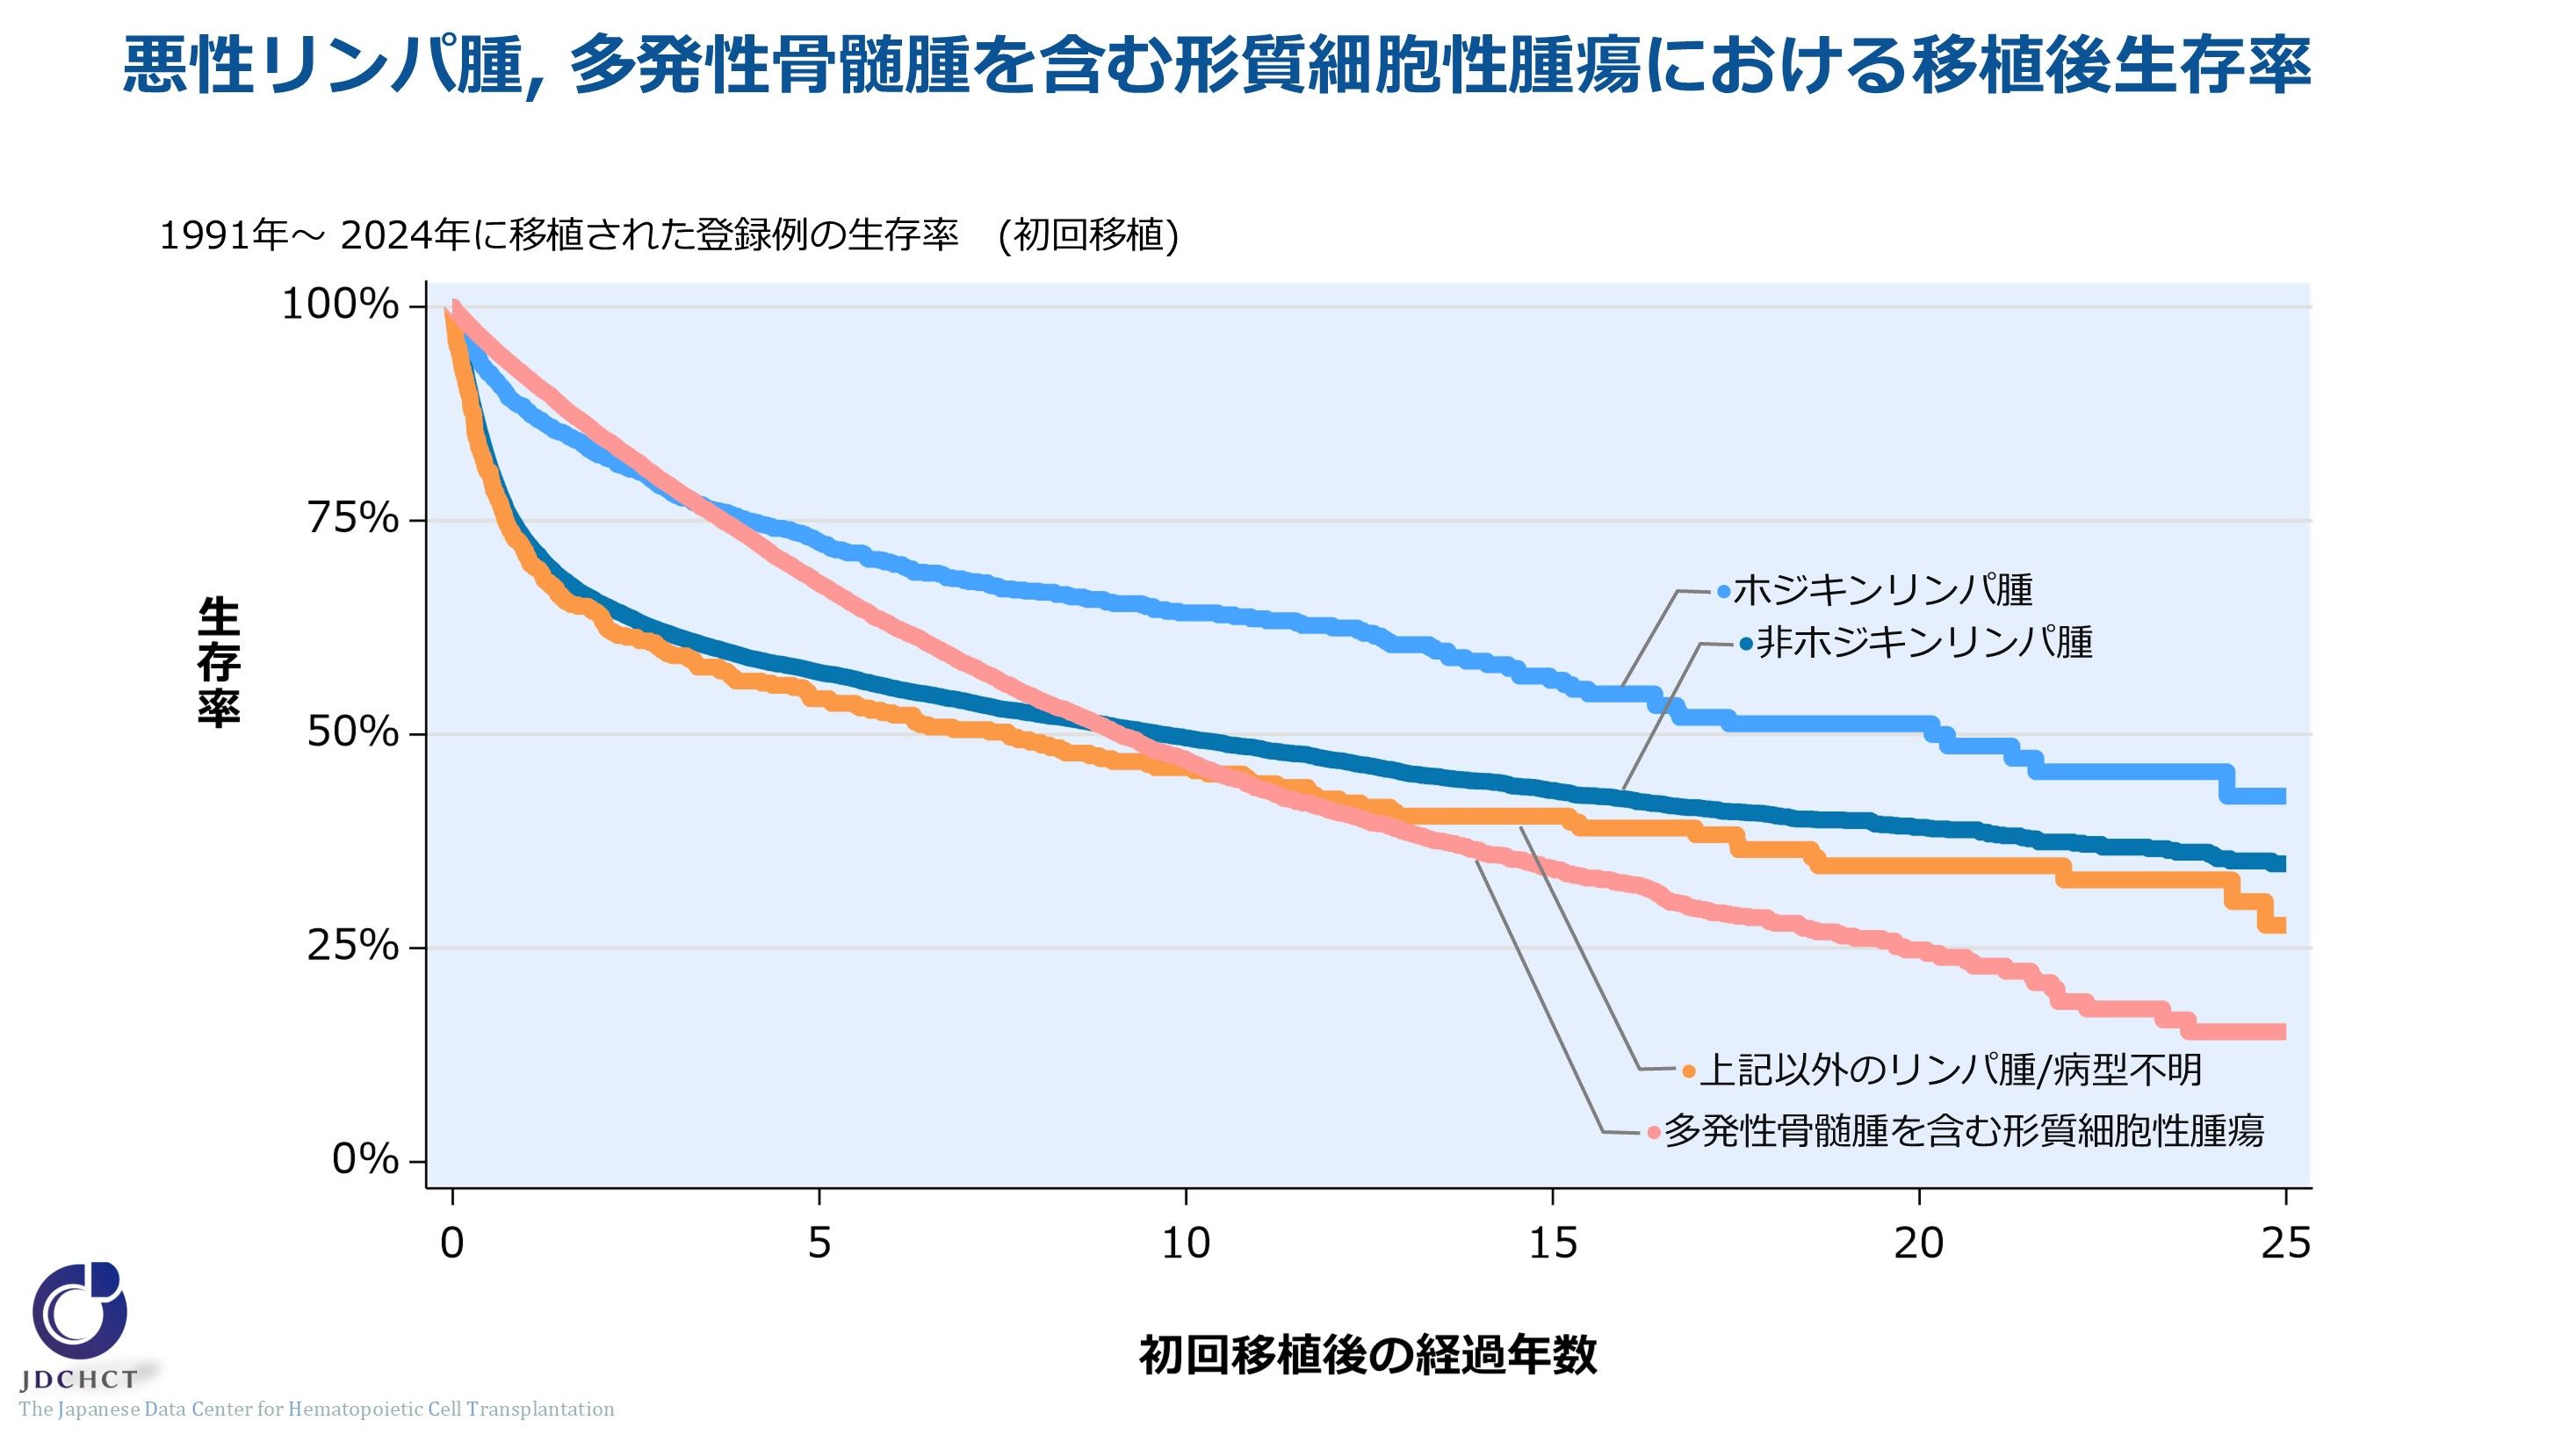 悪性リンパ腫, 多発性骨髄腫を含む形質細胞性腫瘍における移植後生存率
1991年～ 2024年に移植された登録例の生存率　(初回移植)
生存率
100%
75%
50%
25%
0%
ホジキンリンパ腫
非ホジキンリンパ腫
上記以外のリンパ腫/病型不明
多発性骨髄腫を含む形質細胞性腫瘍
0 5 10 15 20 25
初回移植後の経過年数
JDCHCT
The Japanese Data Center for Hematopoietic Cell Transplantation